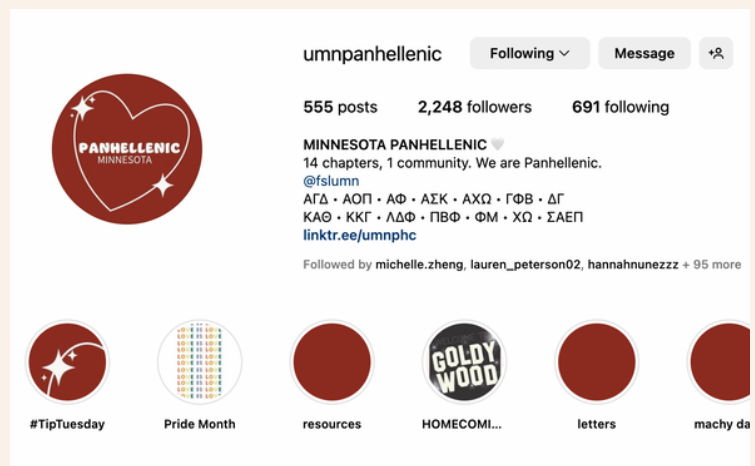 umnpanhellenic Following Message
555 posts 2,248 followers 691 following
PANHELLENIC
MINNESOTA
MINNESOTA PANHELLENIC 🤍
14 chapters, 1 community. We are Panhellenic.
@fslumn
ΑΓΔ • ΑΟΠ • ΑΦ • ΑΣΚ • ΑΧΩ • ΓΦΒ • ΔΓ
ΚΑΘ • ΚΚΓ • ΛΔΦ • ΠΒΦ • ΦΜ • ΧΩ • ΣΑΕΠ
linktr.ee/umnphc
Followed by michelle.zheng, lauren_peterson02, hannahnunezzz + 95 more
GOLDY
WOOD
#TipTuesday Pride Month resources HOMECOMI... letters machy da